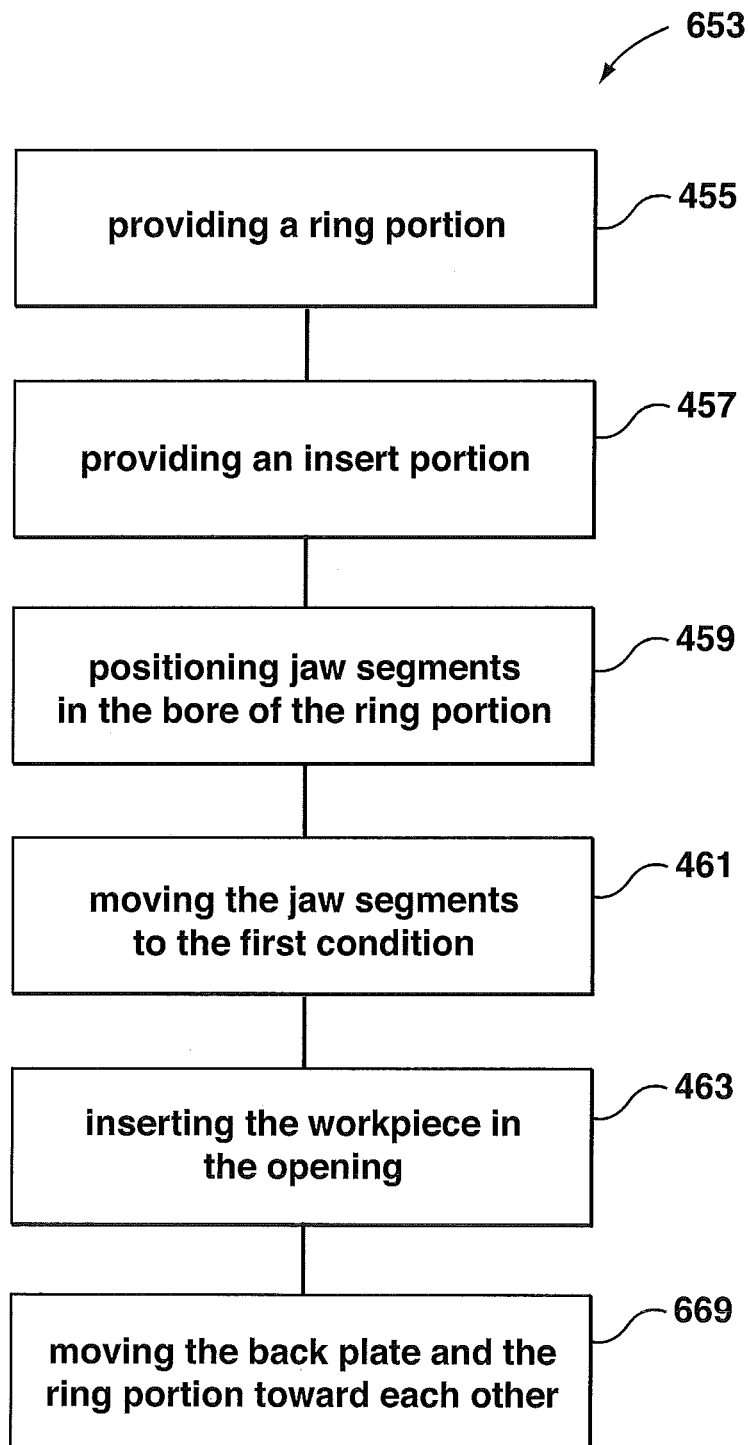 653
providing a ring portion
455
providing an insert portion
457
positioning jaw segments
in the bore of the ring portion
459
moving the jaw segments
to the first condition
461
inserting the workpiece in
the opening
463
moving the back plate and the
ring portion toward each other
669